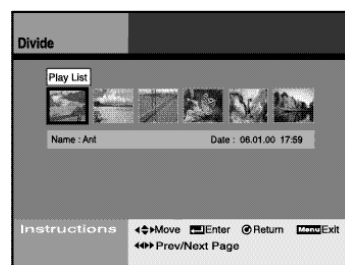 Divide
Play List
Name : Ant Date : 06.01.00 17:59
Instructions Move Enter Return Menu Exit
Prev/Next Page